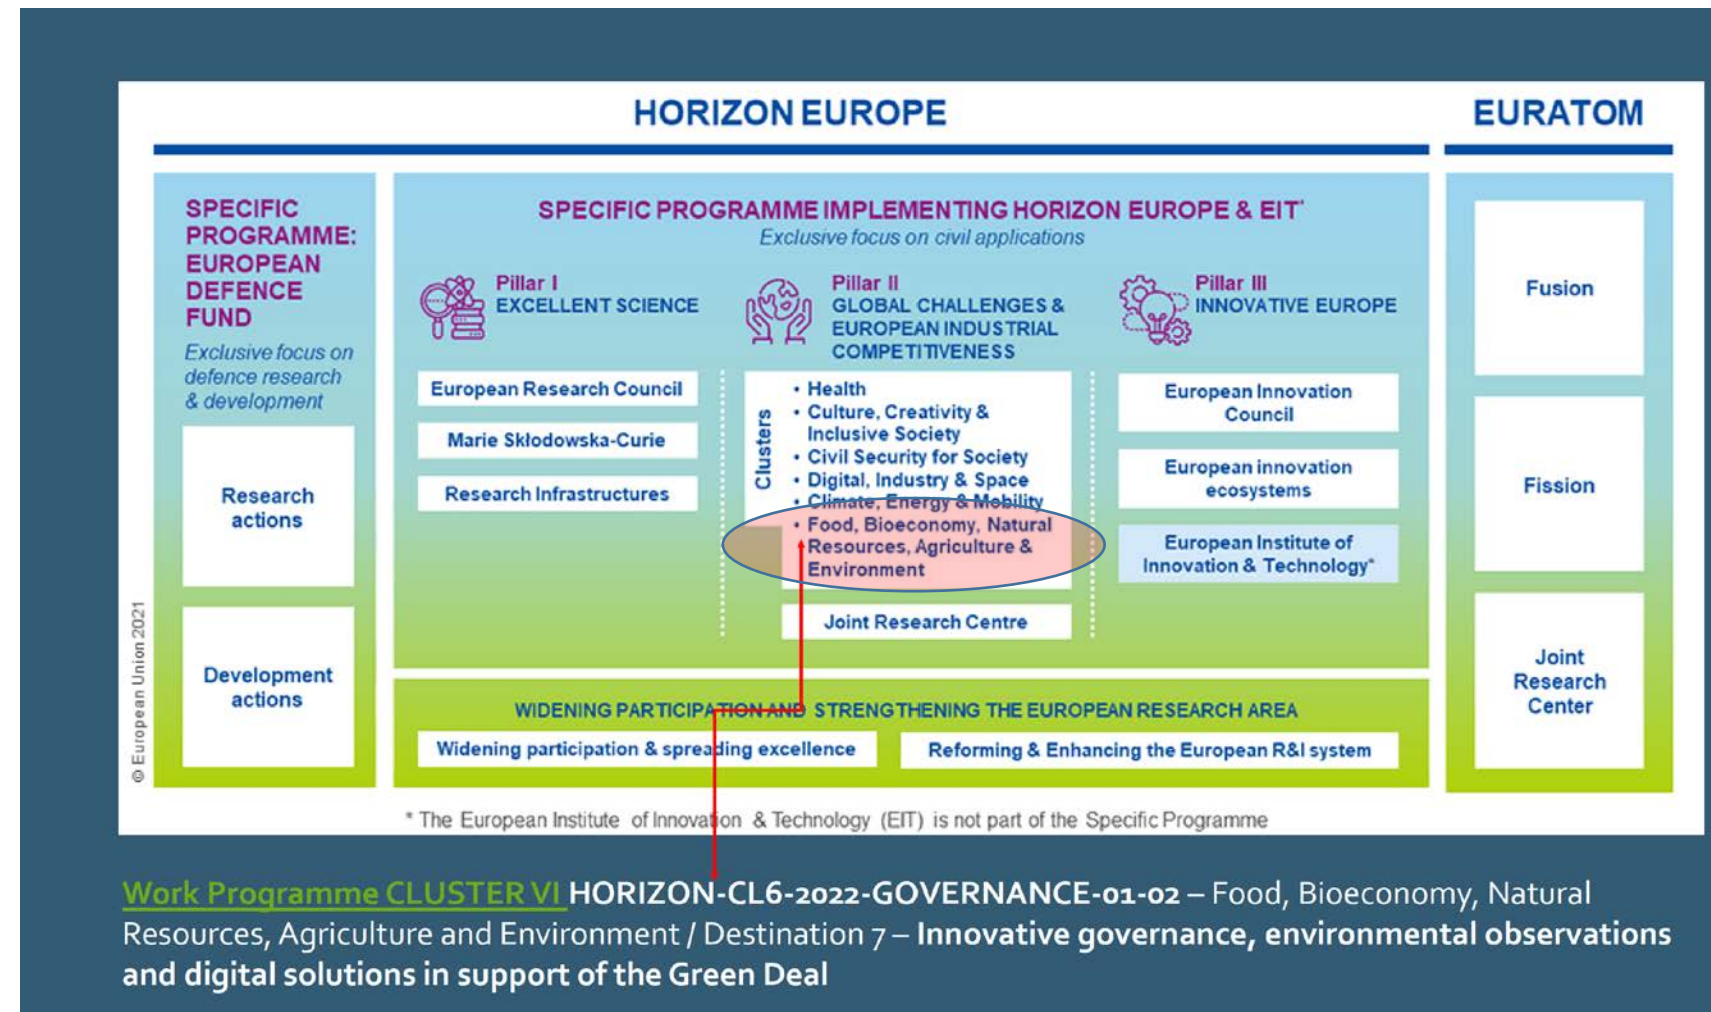 HORIZON EUROPE
EURATOM
SPECIFIC
PROGRAMME:
EUROPEAN
DEFENCE
FUND
Exclusive focus on
defence research
& development
Research
actions
Development
actions
© European Union 2021
SPECIFIC PROGRAMME IMPLEMENTING HORIZON EUROPE & EIT*
Exclusive focus on civil applications
Pillar I
EXCELLENT SCIENCE
European Research Council
Marie Skłodowska-Curie
Research Infrastructures
Pillar II
GLOBAL CHALLENGES &
EUROPEAN INDUSTRIAL
COMPETITIVENESS
Clusters
• Health
• Culture, Creativity &
Inclusive Society
• Civil Security for Society
• Digital, Industry & Space
• Climate, Energy & Mobility
• Food, Bioeconomy, Natural
Resources, Agriculture &
Environment
Joint Research Centre
Pillar III
INNOVATIVE EUROPE
European Innovation
Council
European innovation
ecosystems
European Institute of
Innovation & Technology*
WIDENING PARTICIPATION AND STRENGTHENING THE EUROPEAN RESEARCH AREA
Widening participation & spreading excellence
Reforming & Enhancing the European R&I system
Fusion
Fission
Joint
Research
Center
* The European Institute of Innovation & Technology (EIT) is not part of the Specific Programme
Work Programme CLUSTER VI HORIZON-CL6-2022-GOVERNANCE-01-02 – Food, Bioeconomy, Natural
Resources, Agriculture and Environment / Destination 7 – Innovative governance, environmental observations
and digital solutions in support of the Green Deal